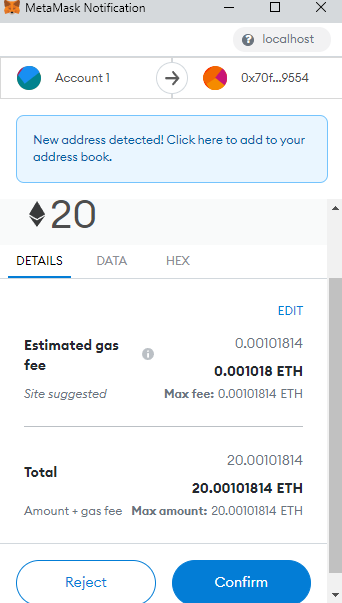 MetaMask Notification
localhost
Account 1
0x70f...9554
New address detected! Click here to add to your
address book.
20
DETAILS DATA HEX
EDIT
Estimated gas fee
0.00101814
0.001018 ETH
Site suggested
Max fee: 0.00101814 ETH
Total
20.00101814
20.00101814 ETH
Amount + gas fee Max amount: 20.00101814 ETH
Reject
Confirm